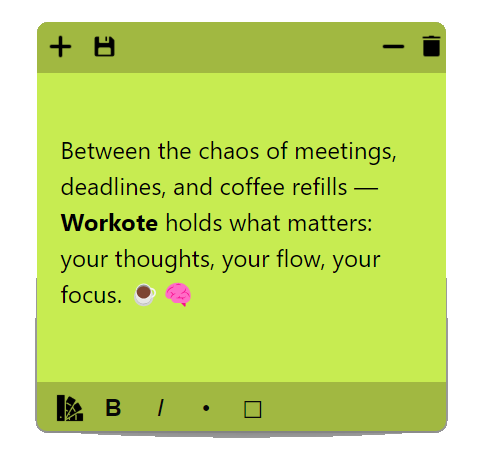 Between the chaos of meetings,
deadlines, and coffee refills —
Workote holds what matters:
your thoughts, your flow, your
focus. ☕ 🧠
B I • □